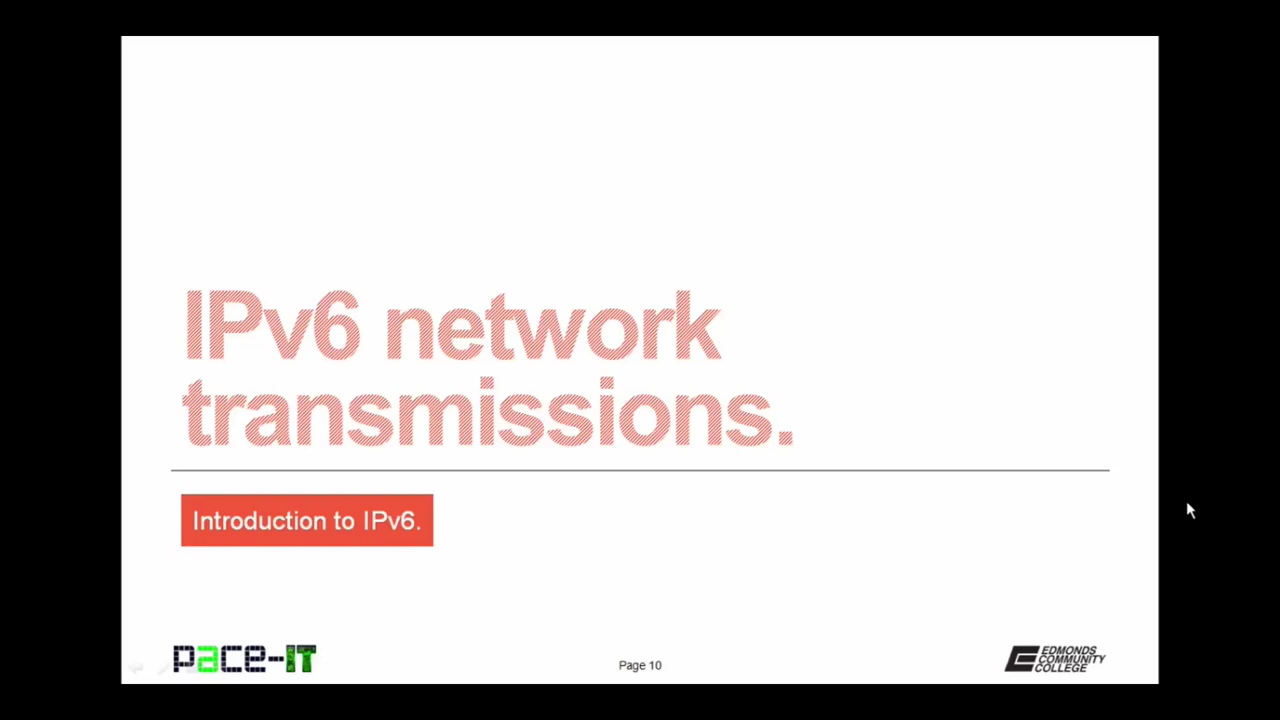 IPv6 network
transmissions.
Introduction to IPv6.
pace-IT
Page 10
EDMONDS
COMMUNITY
COLLEGE